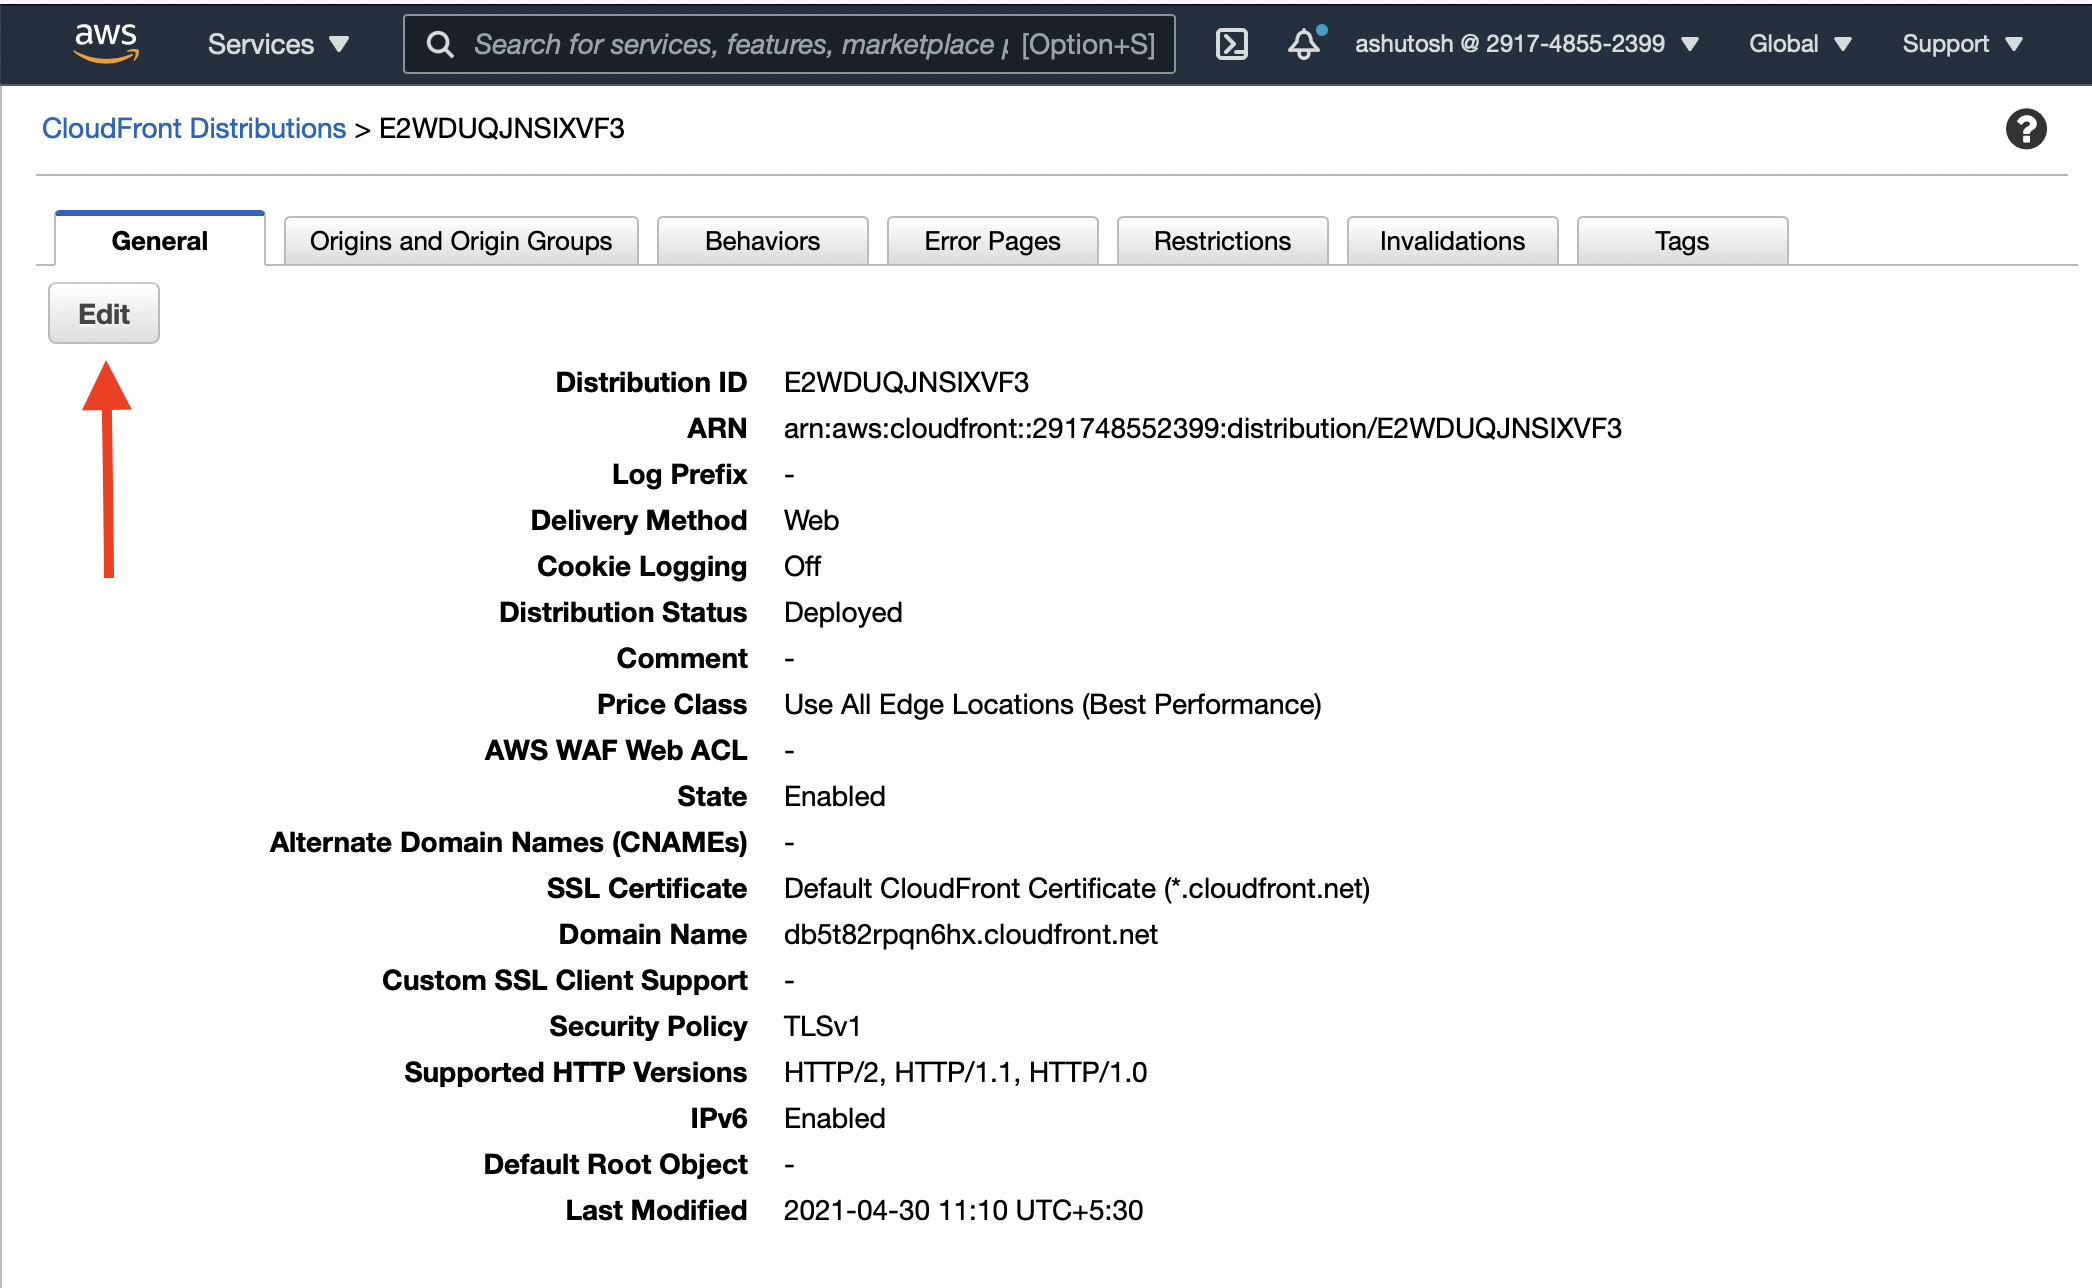 aws Services Search for services, features, marketplace [Option+S] ashutosh @ 2917-4855-2399 Global Support
CloudFront Distributions > E2WDUQJNSIXVF3
General Origins and Origin Groups Behaviors Error Pages Restrictions Invalidations Tags
Edit
Distribution ID E2WDUQJNSIXVF3
ARN arn:aws:cloudfront::291748552399:distribution/E2WDUQJNSIXVF3
Log Prefix -
Delivery Method Web
Cookie Logging Off
Distribution Status Deployed
Comment -
Price Class Use All Edge Locations (Best Performance)
AWS WAF Web ACL -
State Enabled
Alternate Domain Names (CNAMEs) -
SSL Certificate Default CloudFront Certificate (*.cloudfront.net)
Domain Name db5t82rpqn6hx.cloudfront.net
Custom SSL Client Support -
Security Policy TLSv1
Supported HTTP Versions HTTP/2, HTTP/1.1, HTTP/1.0
IPv6 Enabled
Default Root Object -
Last Modified 2021-04-30 11:10 UTC+5:30